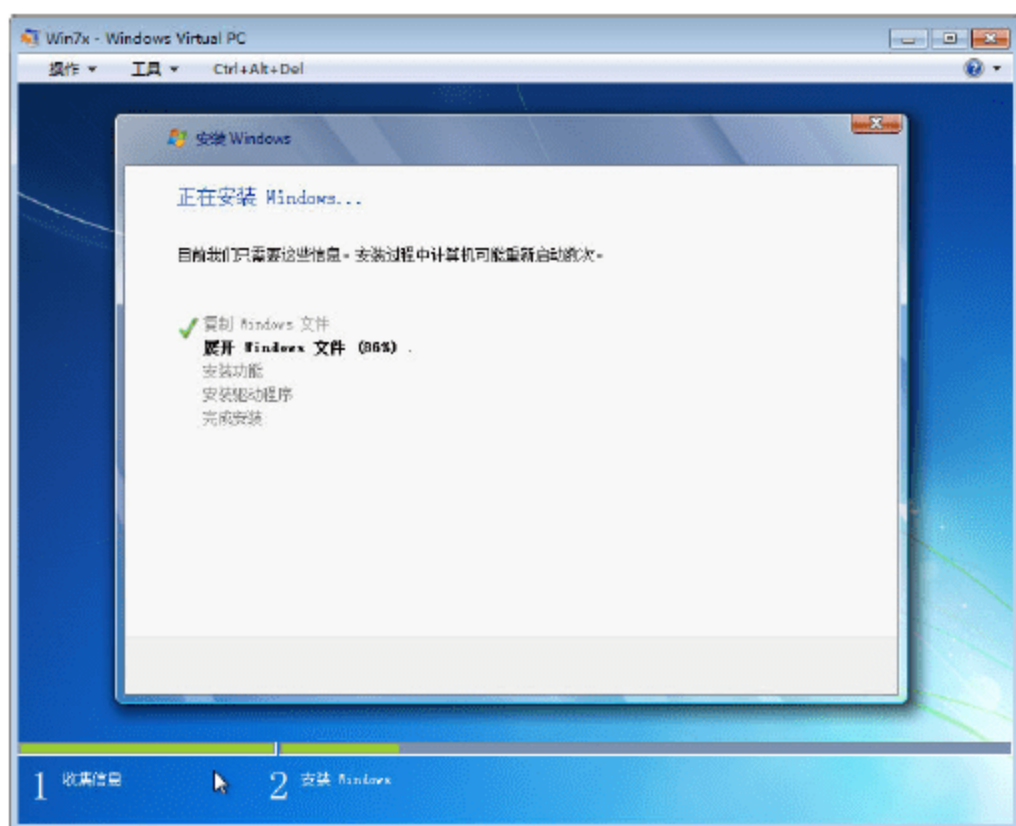 Win7x - Windows Virtual PC
操作 工具 Ctrl+Alt+Del
安装 Windows
正在安装 Windows...
目前我们只需要这些信息。安装过程中计算机可能重新启动数次。
复制 Windows 文件
展开 Windows 文件 (86%) .
安装功能
安装驱动程序
完成安装
1 收集信息
2 安装 Windows